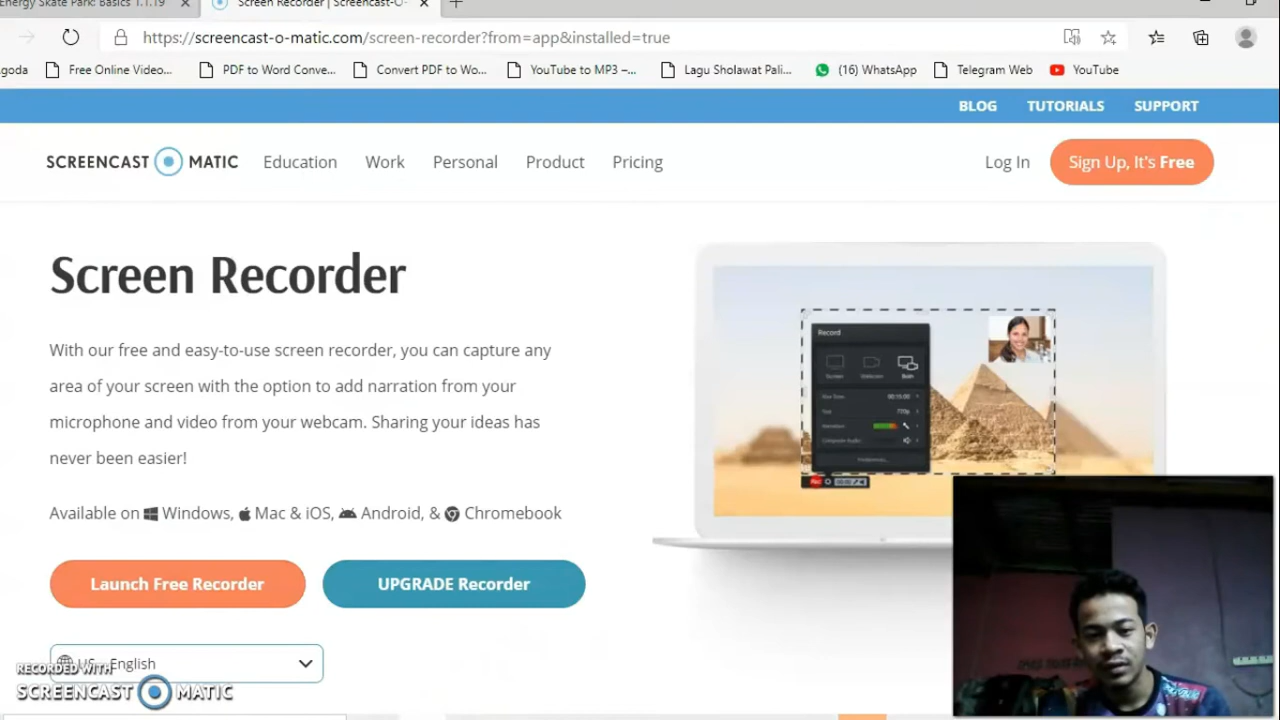 Energy Skate Park: Basics 1.1.19
Screen Recorder | Screencast-O-
https://screencast-o-matic.com/screen-recorder?from=app&installed=true
goda
Free Online Video...
PDF to Word Conve...
Convert PDF to Wo...
YouTube to MP3 –...
Lagu Sholawat Pali...
(16) WhatsApp
Telegram Web
YouTube
BLOG
TUTORIALS
SUPPORT
SCREENCAST MATIC
Education
Work
Personal
Product
Pricing
Log In
Sign Up, It's Free
Screen Recorder
With our free and easy-to-use screen recorder, you can capture any
area of your screen with the option to add narration from your
microphone and video from your webcam. Sharing your ideas has
never been easier!
Available on Windows, Mac & iOS, Android, & Chromebook
Launch Free Recorder
UPGRADE Recorder
Record
Screen
Webcam
Both
Rec
English
RECORDED WITH
SCREENCAST MATIC